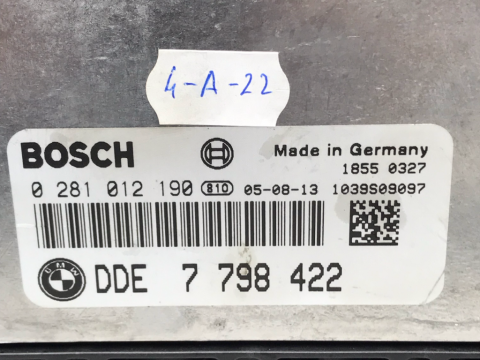 4-A-22
BOSCH
Made in Germany
1855 0327
0 281 012 190 810 05-08-13 1039S09097
BMW DDE 7 798 422